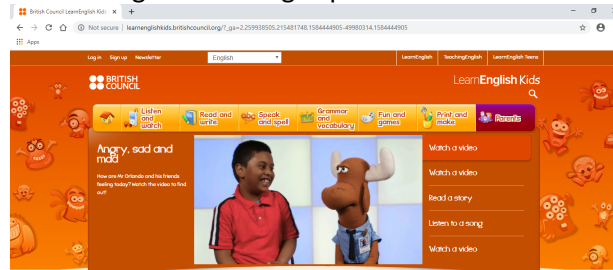 British Council LearnEnglish Kids
Not secure | learnenglishkids.britishcouncil.org/?_ga=2.259938505.215481748.1584444905-49980314.1584444905
Apps
Log in Sign up Newsletter English LearnEnglish TeachingEnglish LearnEnglish Teens
BRITISH
COUNCIL
LearnEnglish Kids
Listen
and
watch
Read and
write
Speak
and spell
Grammar
and
vocabulary
Fun and
games
Print and
make
Parents
Angry, sad and
mad
How are Mr Orlando and his friends
feeling today? Watch the video to find
out!
Watch a video
Watch a video
Read a story
Listen to a song
Watch a video